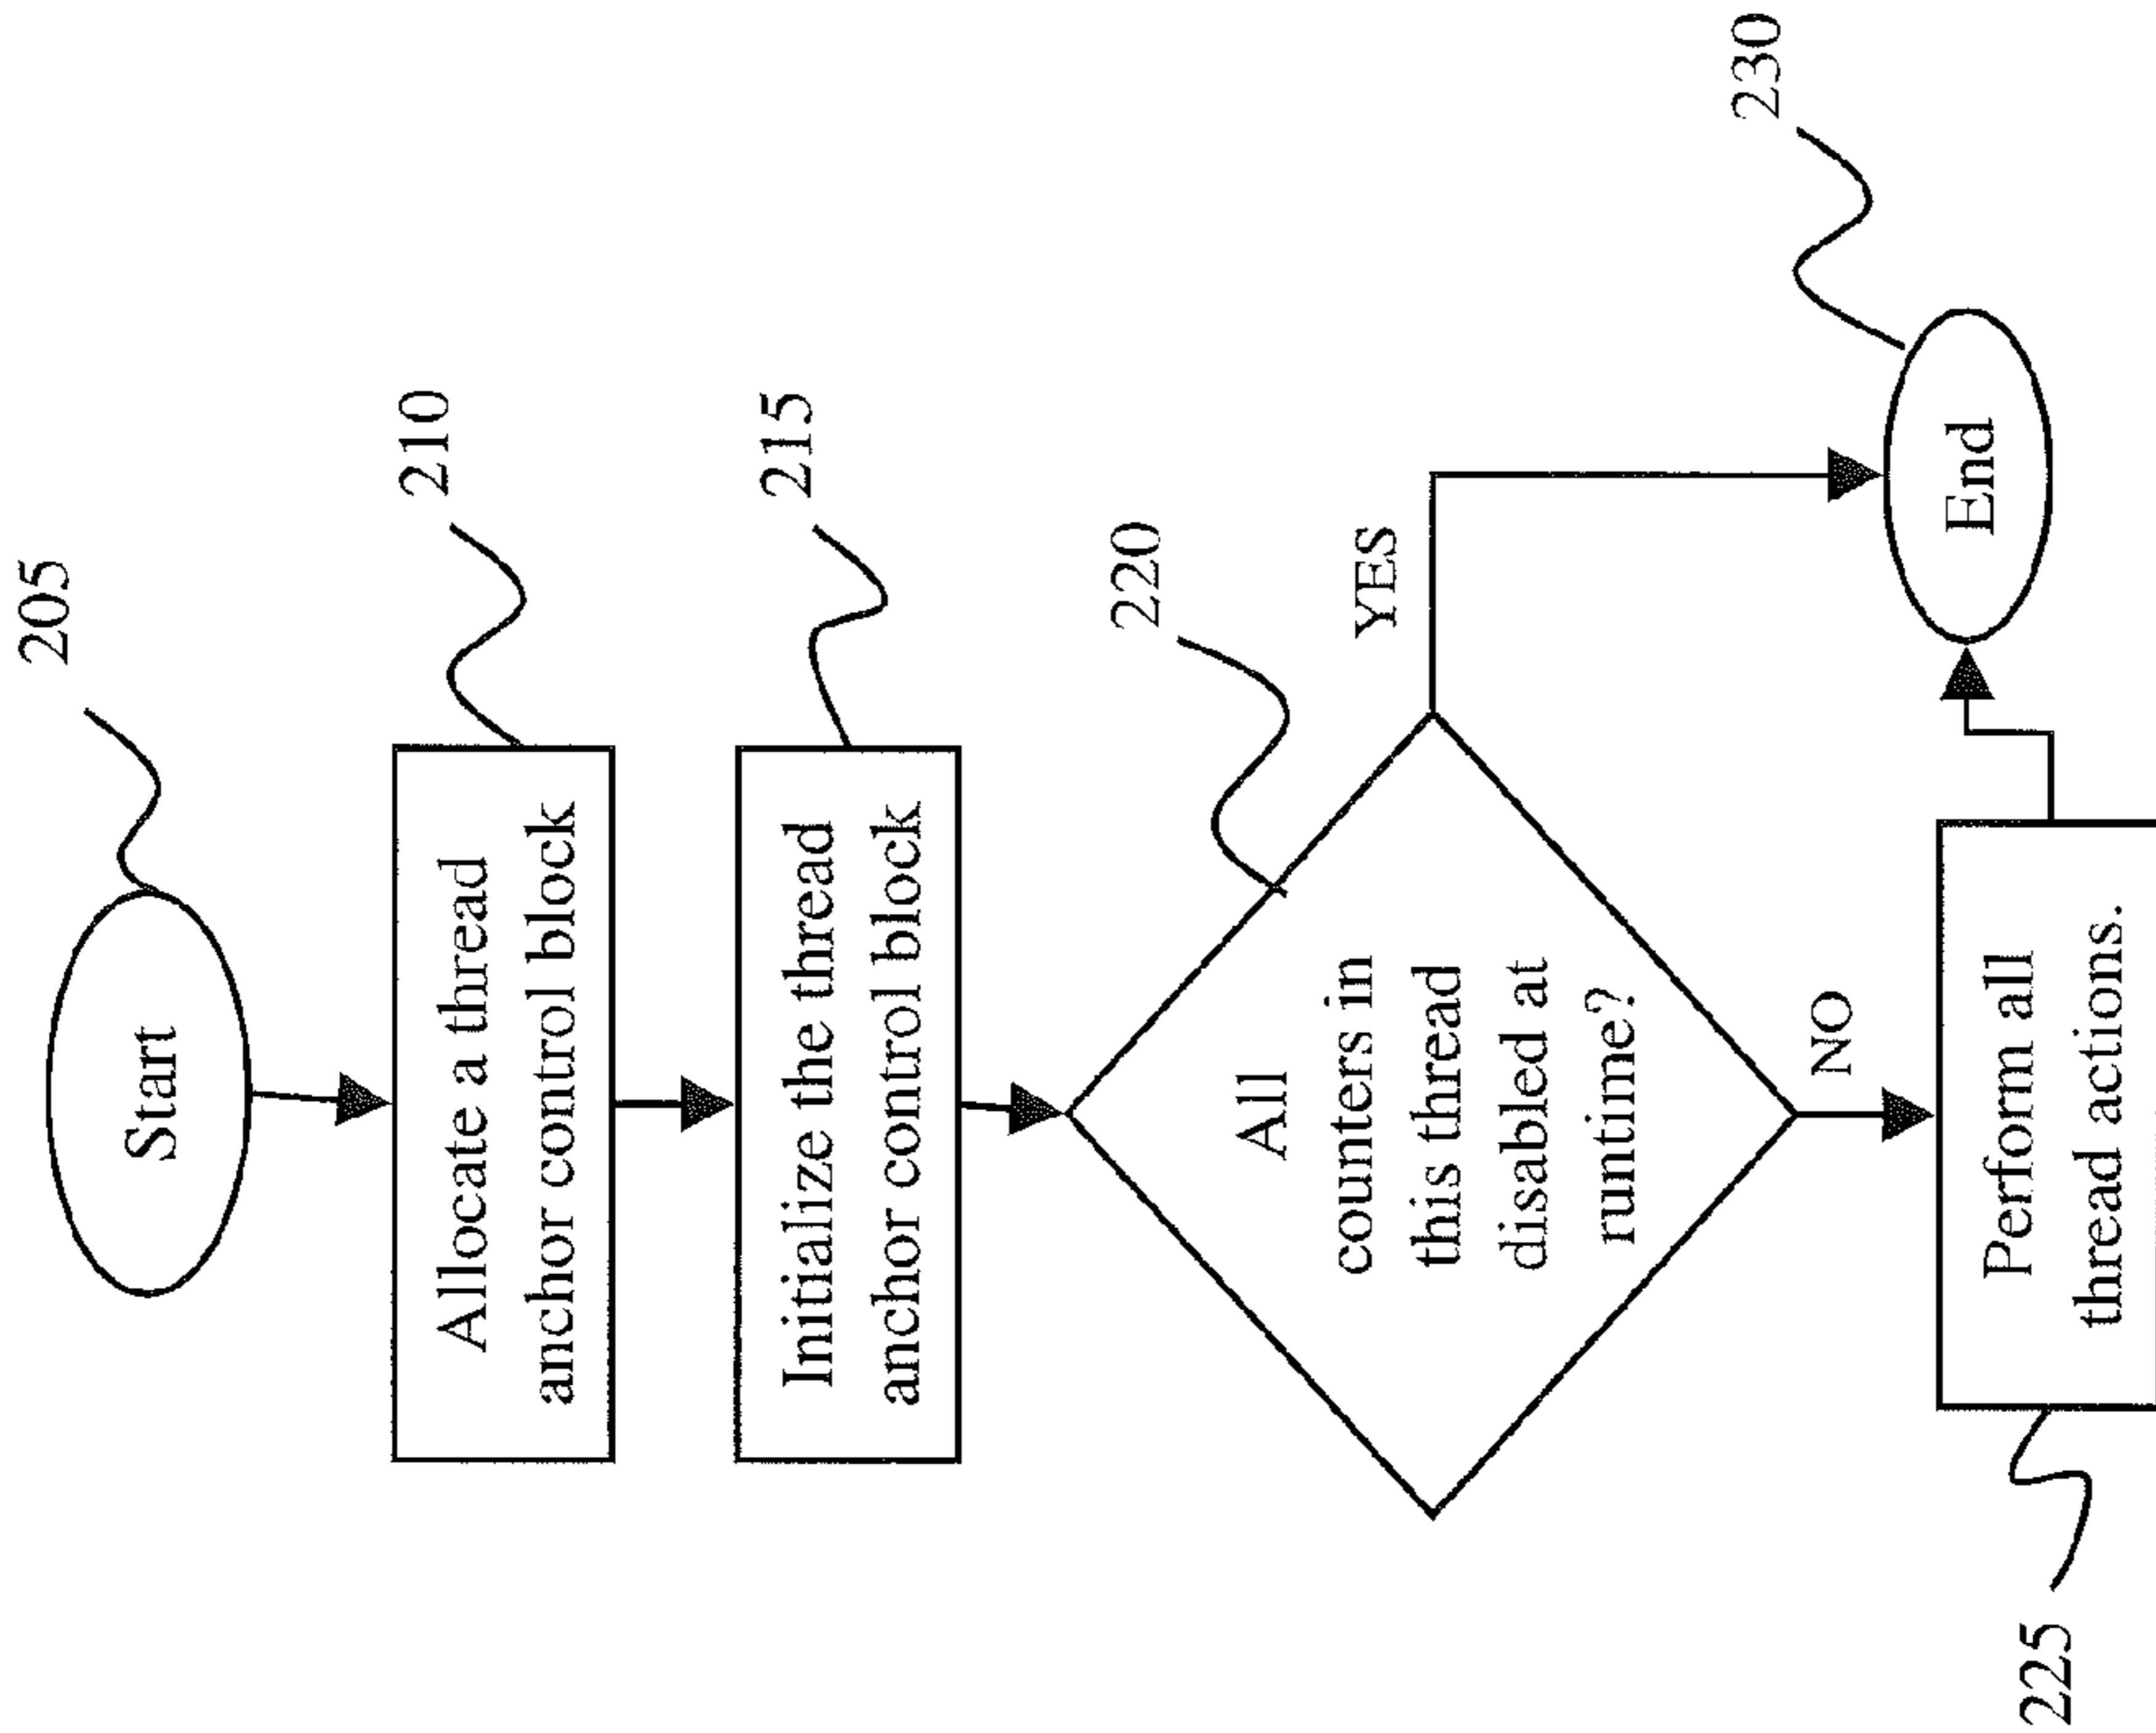 205
Start
210
Allocate a thread
anchor control block
215
Initialize the thread
anchor control block
220
All
counters in
this thread
disabled at
runtime?
YES
NO
230
End
225
Perform all
thread actions.